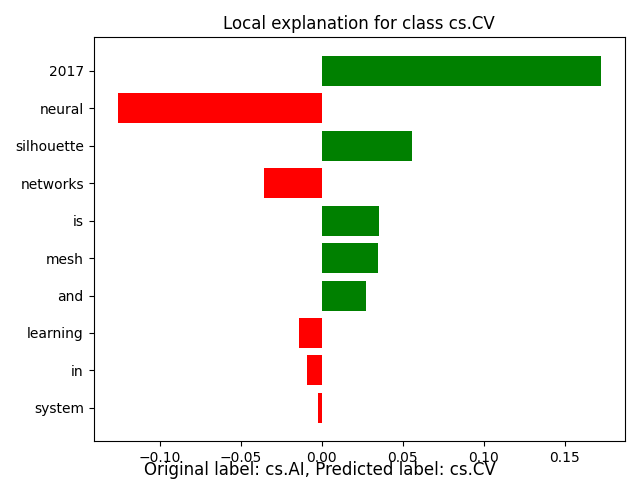 Local explanation for class cs.CV
2017
neural
silhouette
networks
is
mesh
and
learning
in
system
−0.10 −0.05 0.00 0.05 0.10 0.15
Original label: cs.AI, Predicted label: cs.CV